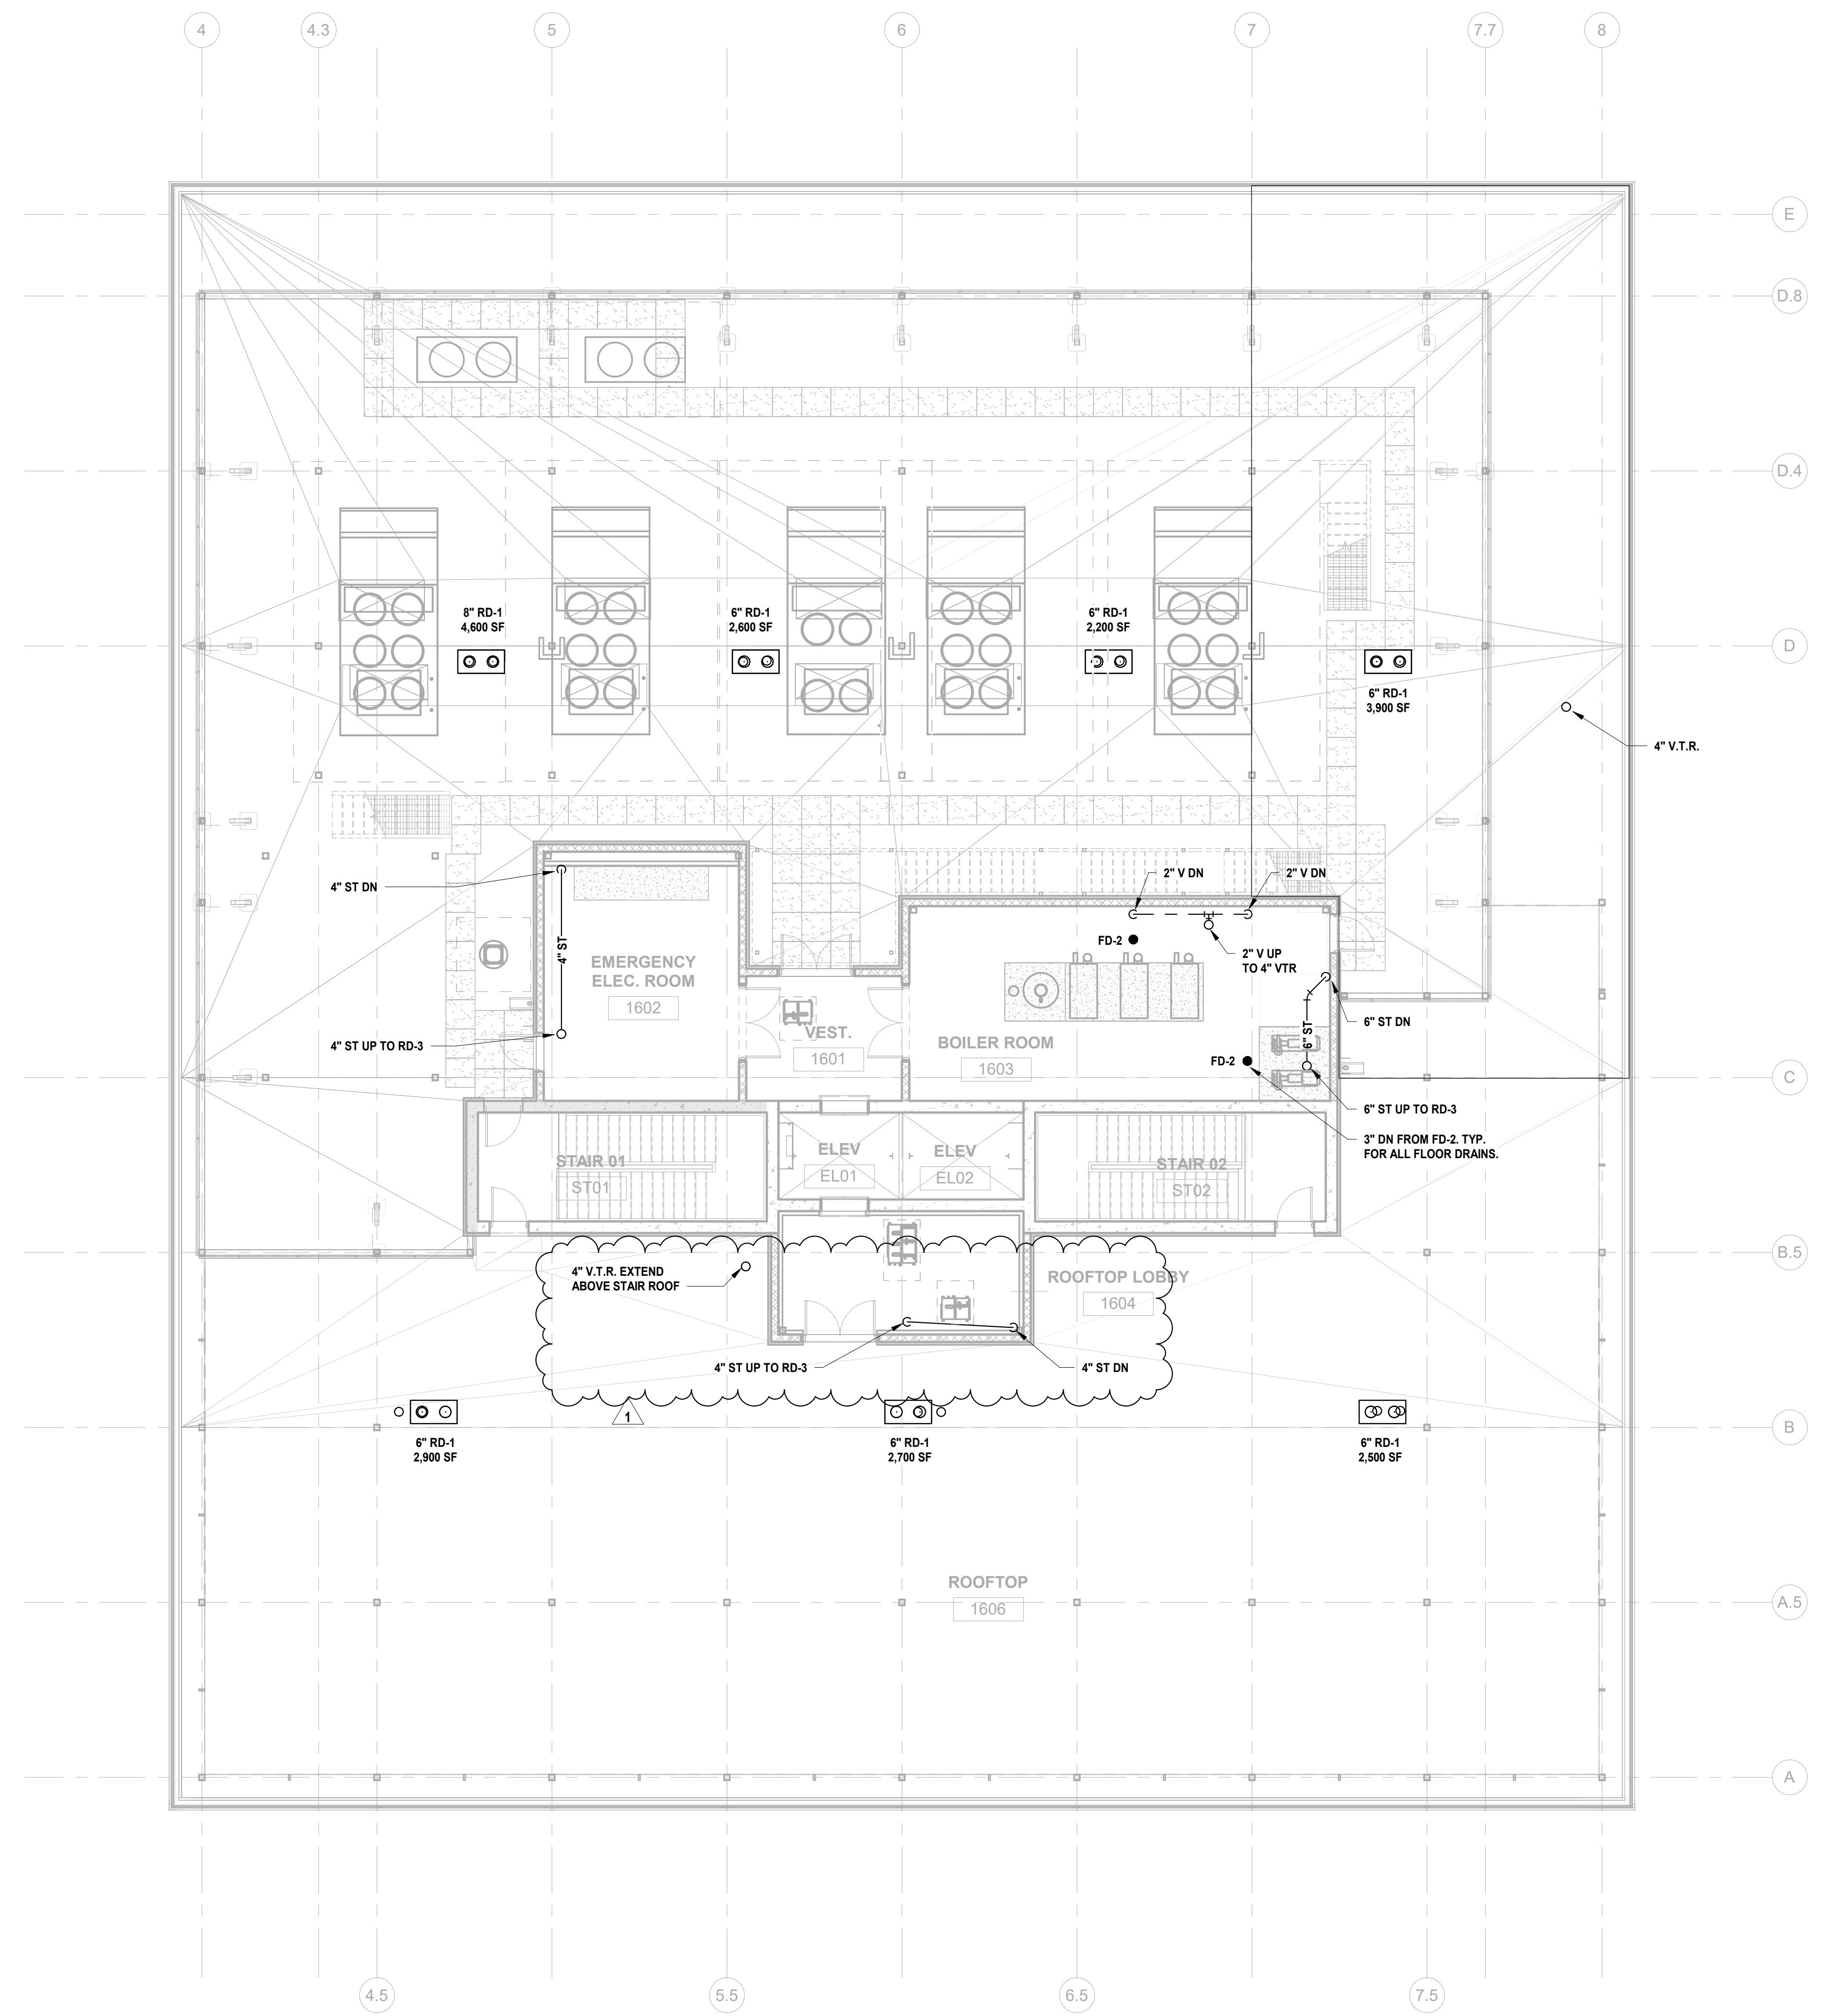 4
4.3
5
6
7
7.7
8
E
D.8
D.4
8" RD-1
4,600 SF
6" RD-1
2,600 SF
6" RD-1
2,200 SF
D
6" RD-1
3,900 SF
4" V.T.R.
4" ST DN
2" V DN
2" V DN
4" ST
FD-2
2" V UP
TO 4" VTR
EMERGENCY
ELEC. ROOM
1602
6" ST DN
6" ST
4" ST UP TO RD-3
VEST.
1601
BOILER ROOM
1603
FD-2
C
6" ST UP TO RD-3
3" DN FROM FD-2. TYP.
FOR ALL FLOOR DRAINS.
STAIR 01
ST01
ELEV
EL01
ELEV
EL02
STAIR 02
ST02
B.5
4" V.T.R. EXTEND
ABOVE STAIR ROOF
ROOFTOP LOBBY
1604
4" ST UP TO RD-3
4" ST DN
1
B
6" RD-1
2,900 SF
6" RD-1
2,700 SF
6" RD-1
2,500 SF
ROOFTOP
1606
A.5
A
4.5
5.5
6.5
7.5